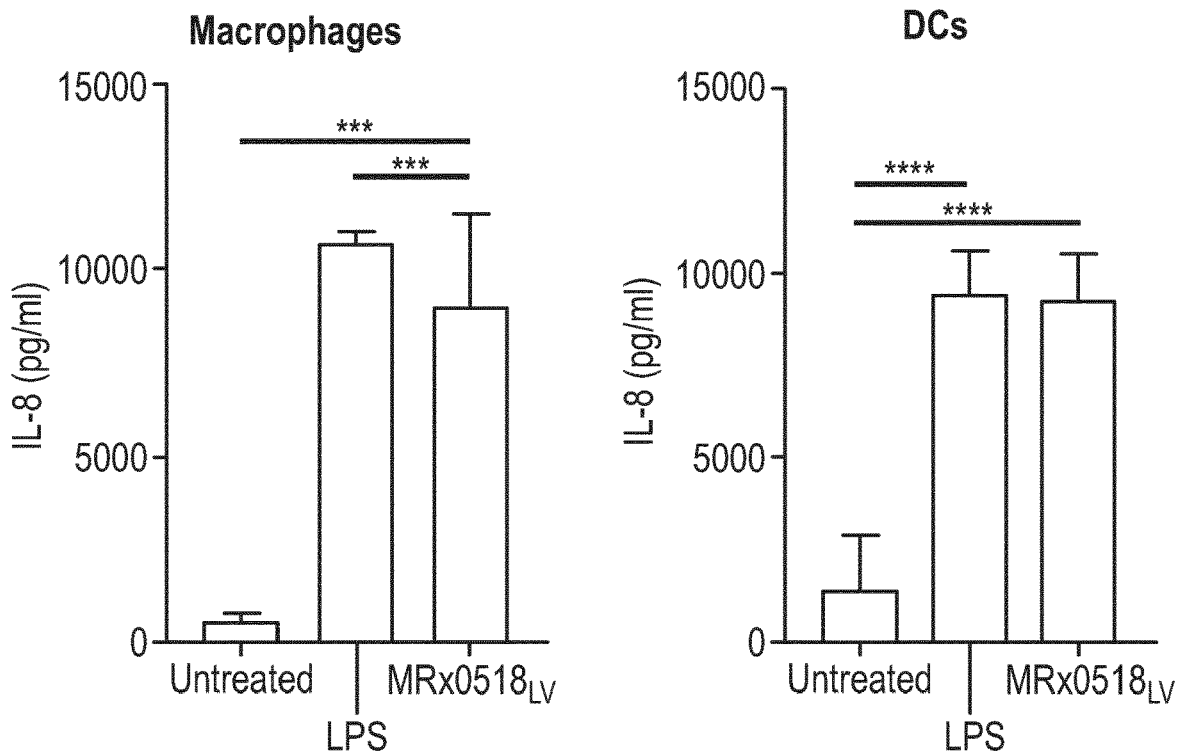 Macrophages
15000
10000
5000
0
IL-8 (pg/ml)
***
***
Untreated
LPS
MRx0518LV
DCs
15000
10000
5000
0
IL-8 (pg/ml)
****
****
Untreated
LPS
MRx0518LV